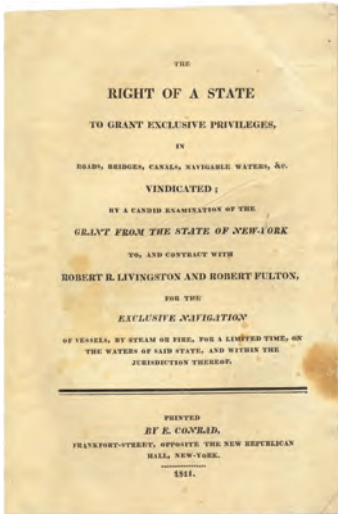 THE
RIGHT OF A STATE
TO GRANT EXCLUSIVE PRIVILEGES,
IN
ROADS, BRIDGES, CANALS, NAVIGABLE WATERS, &c.
VINDICATED;
BY A CANDID EXAMINATION OF THE
GRANT FROM THE STATE OF NEW-YORK
TO, AND CONTRACT WITH
ROBERT R. LIVINGSTON AND ROBERT FULTON,
FOR THE
EXCLUSIVE NAVIGATION
OF VESSELS, BY STEAM OR FIRE, FOR A LIMITED TIME, ON
THE WATERS OF SAID STATE, AND WITHIN THE
JURISDICTION THEREOF.
PRINTED
BY E. CONRAD,
FRANKFORT-STREET, OPPOSITE THE NEW REPUBLICAN
HALL, NEW-YORK.
1811.